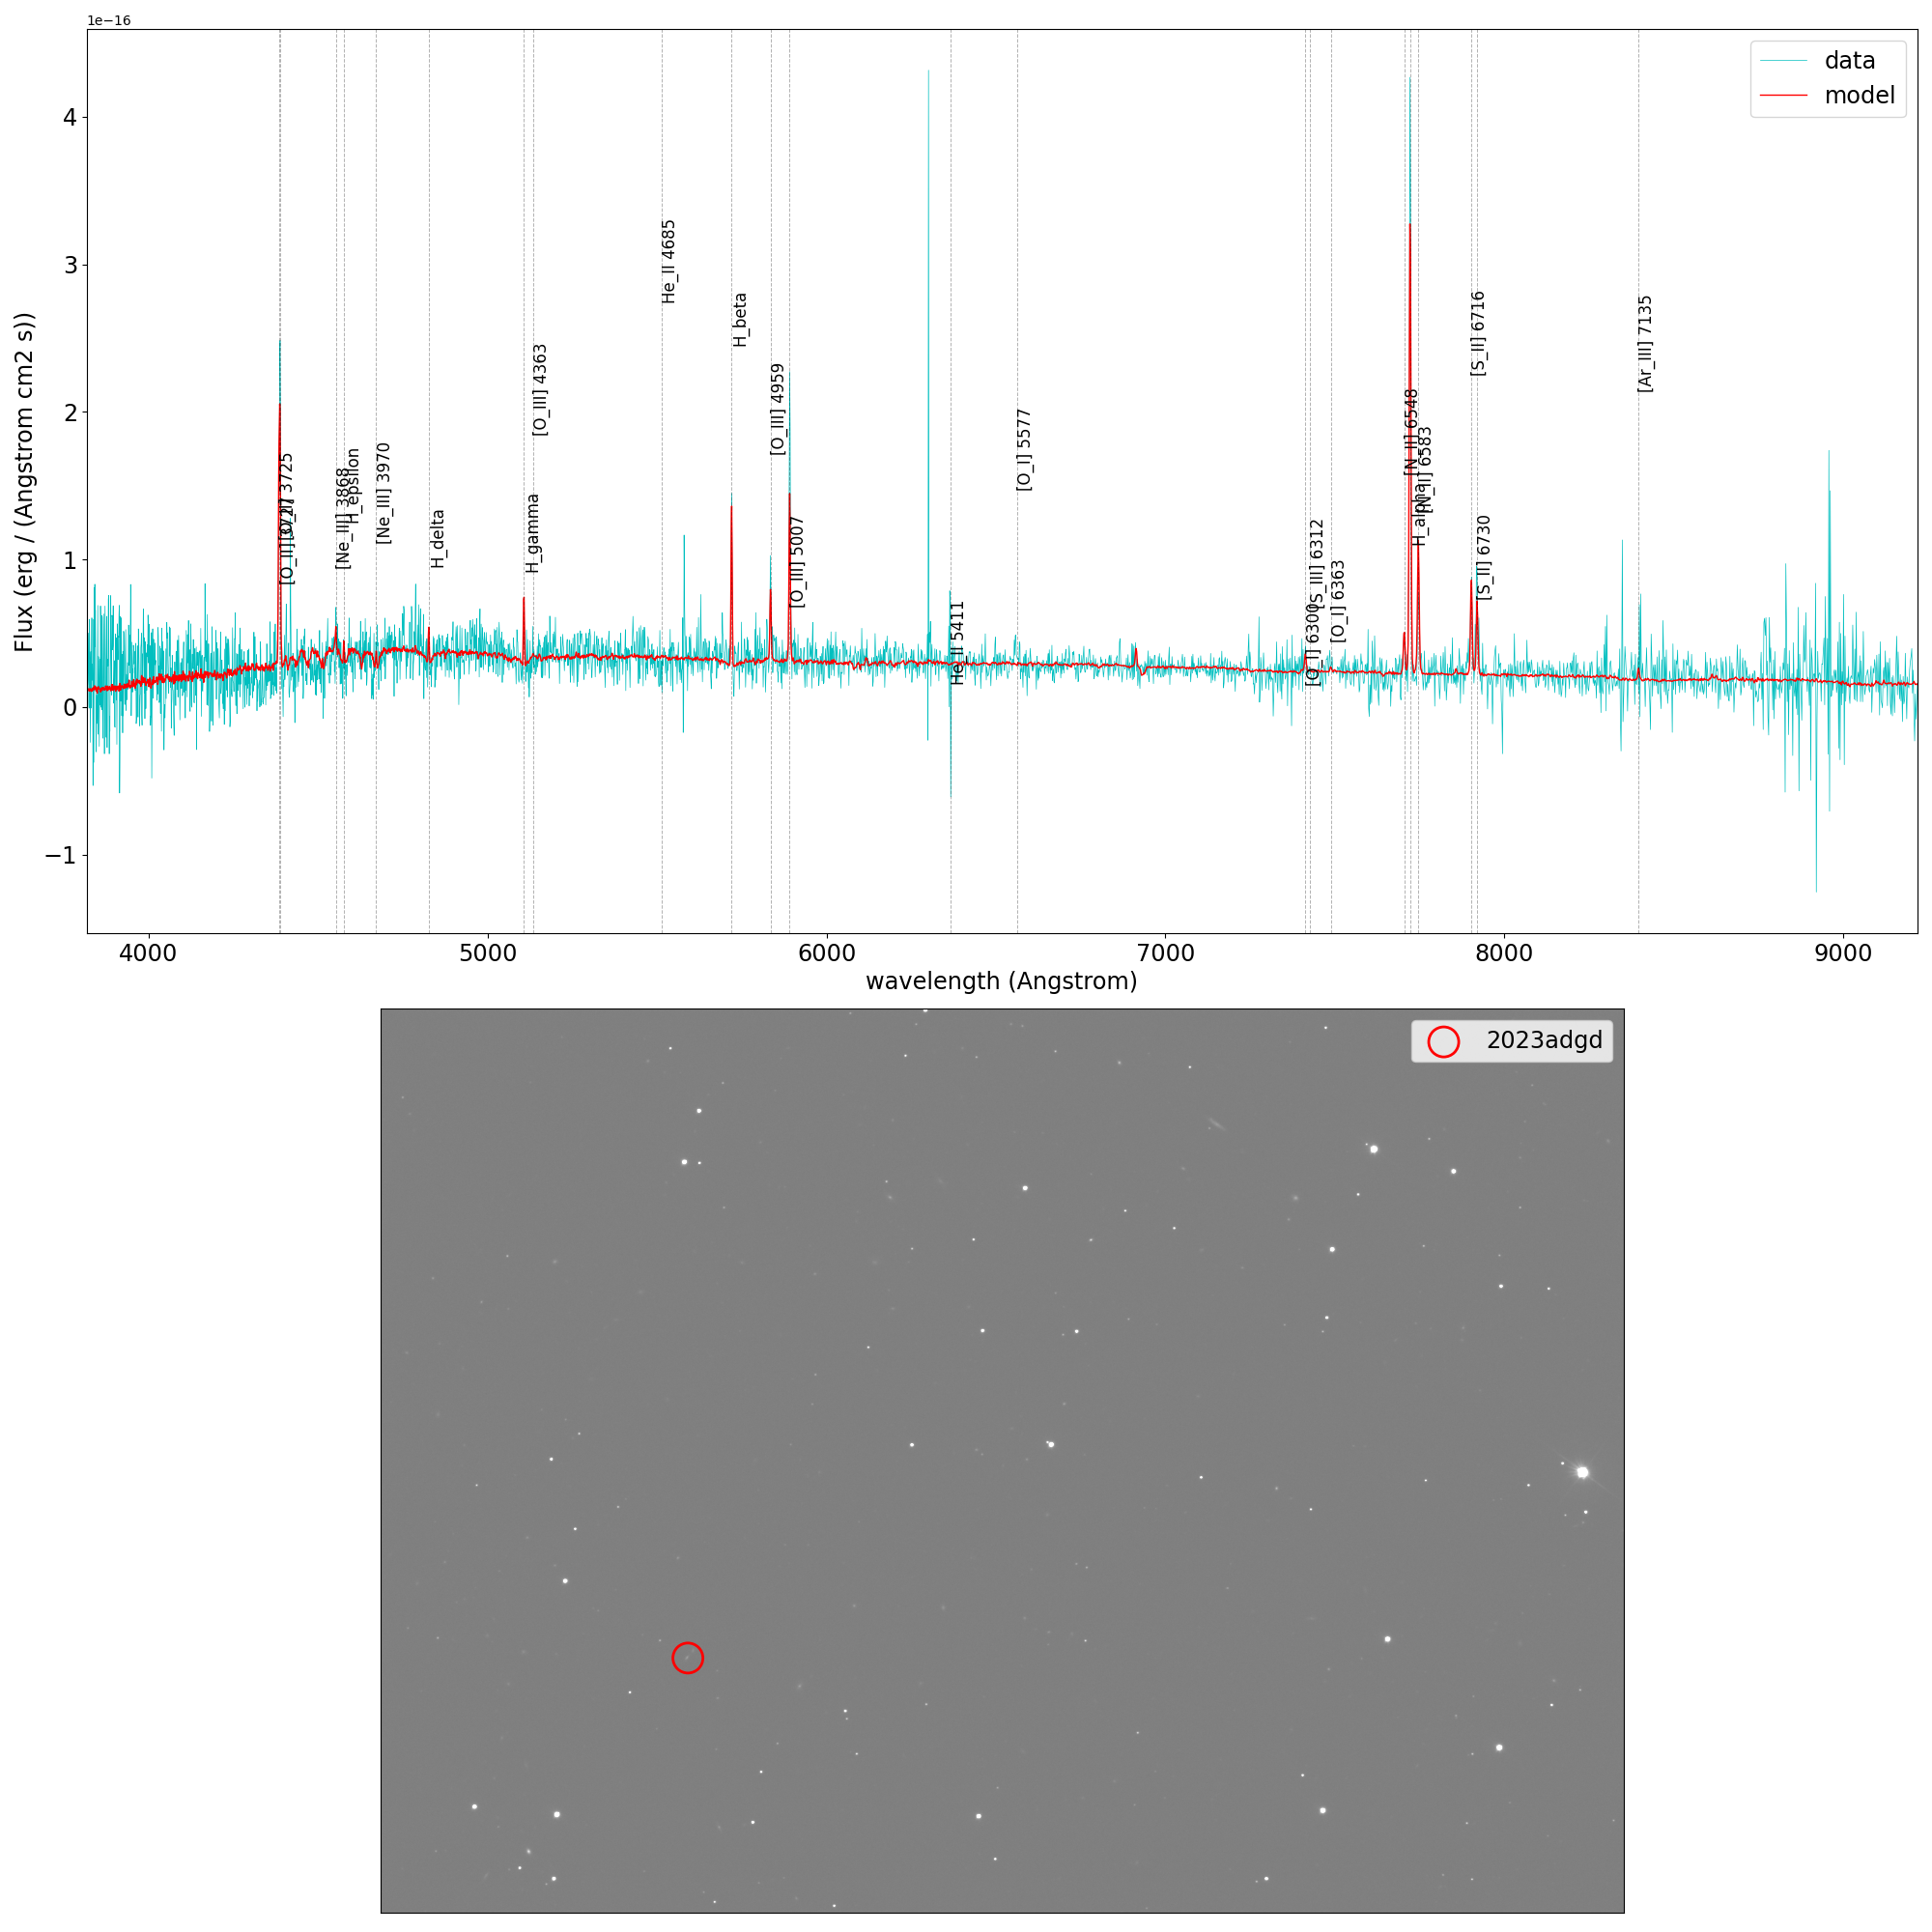 1e−16
data
model
4
3
2
1
0
−1
Flux (erg / (Angstrom cm2 s))
[O_II] 3725
[Ne_III] 3868
H_epsilon
[Ne_III] 3970
H_delta
H_gamma
[O_III] 4363
He_II 4685
H_beta
[O_III] 4959
[O_III] 5007
He_II 5411
[O_I] 5577
[O_I] 6300
[S_III] 6312
[O_I] 6363
[N_II] 6548
H_alpha
[N_II] 6583
[S_II] 6716
[S_II] 6730
[Ar_III] 7135
4000
5000
6000
7000
8000
9000
wavelength (Angstrom)
2023adgd